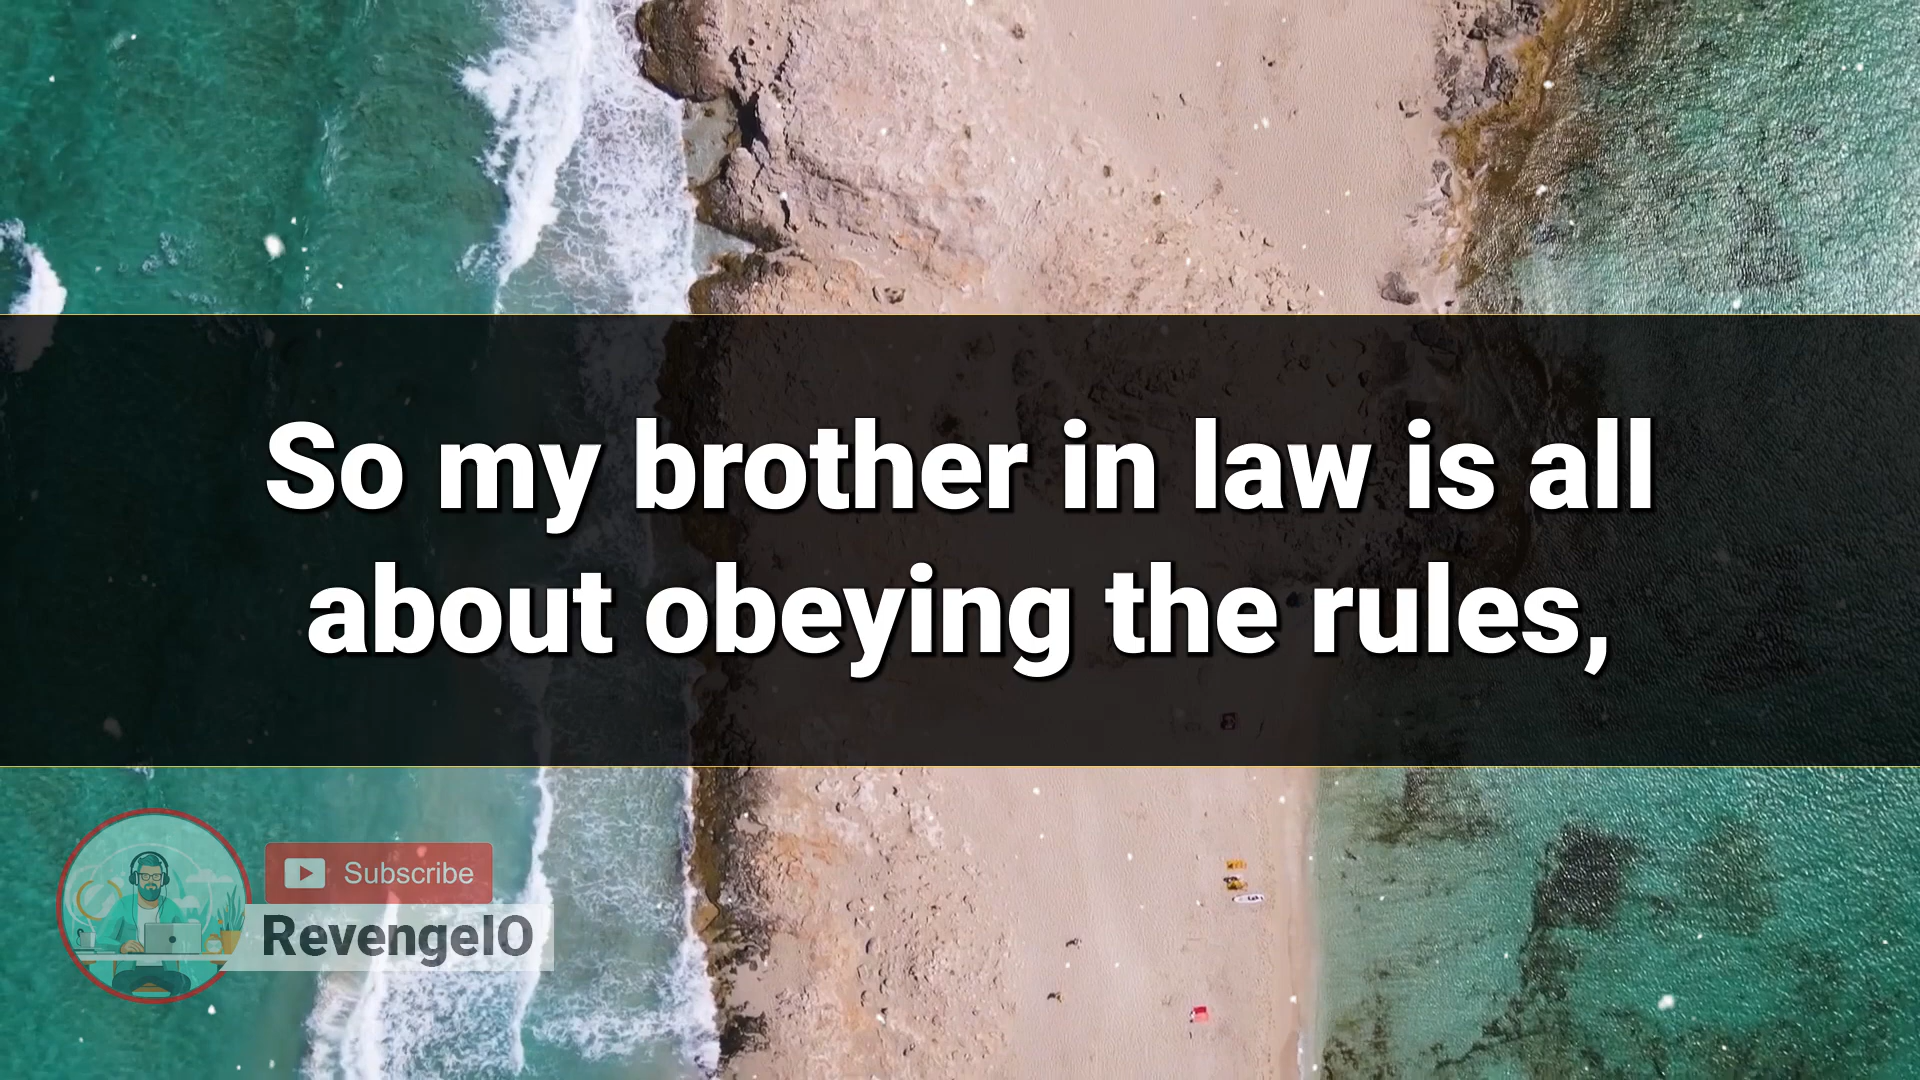 So my brother in law is all
about obeying the rules,
Subscribe
RevengeIO